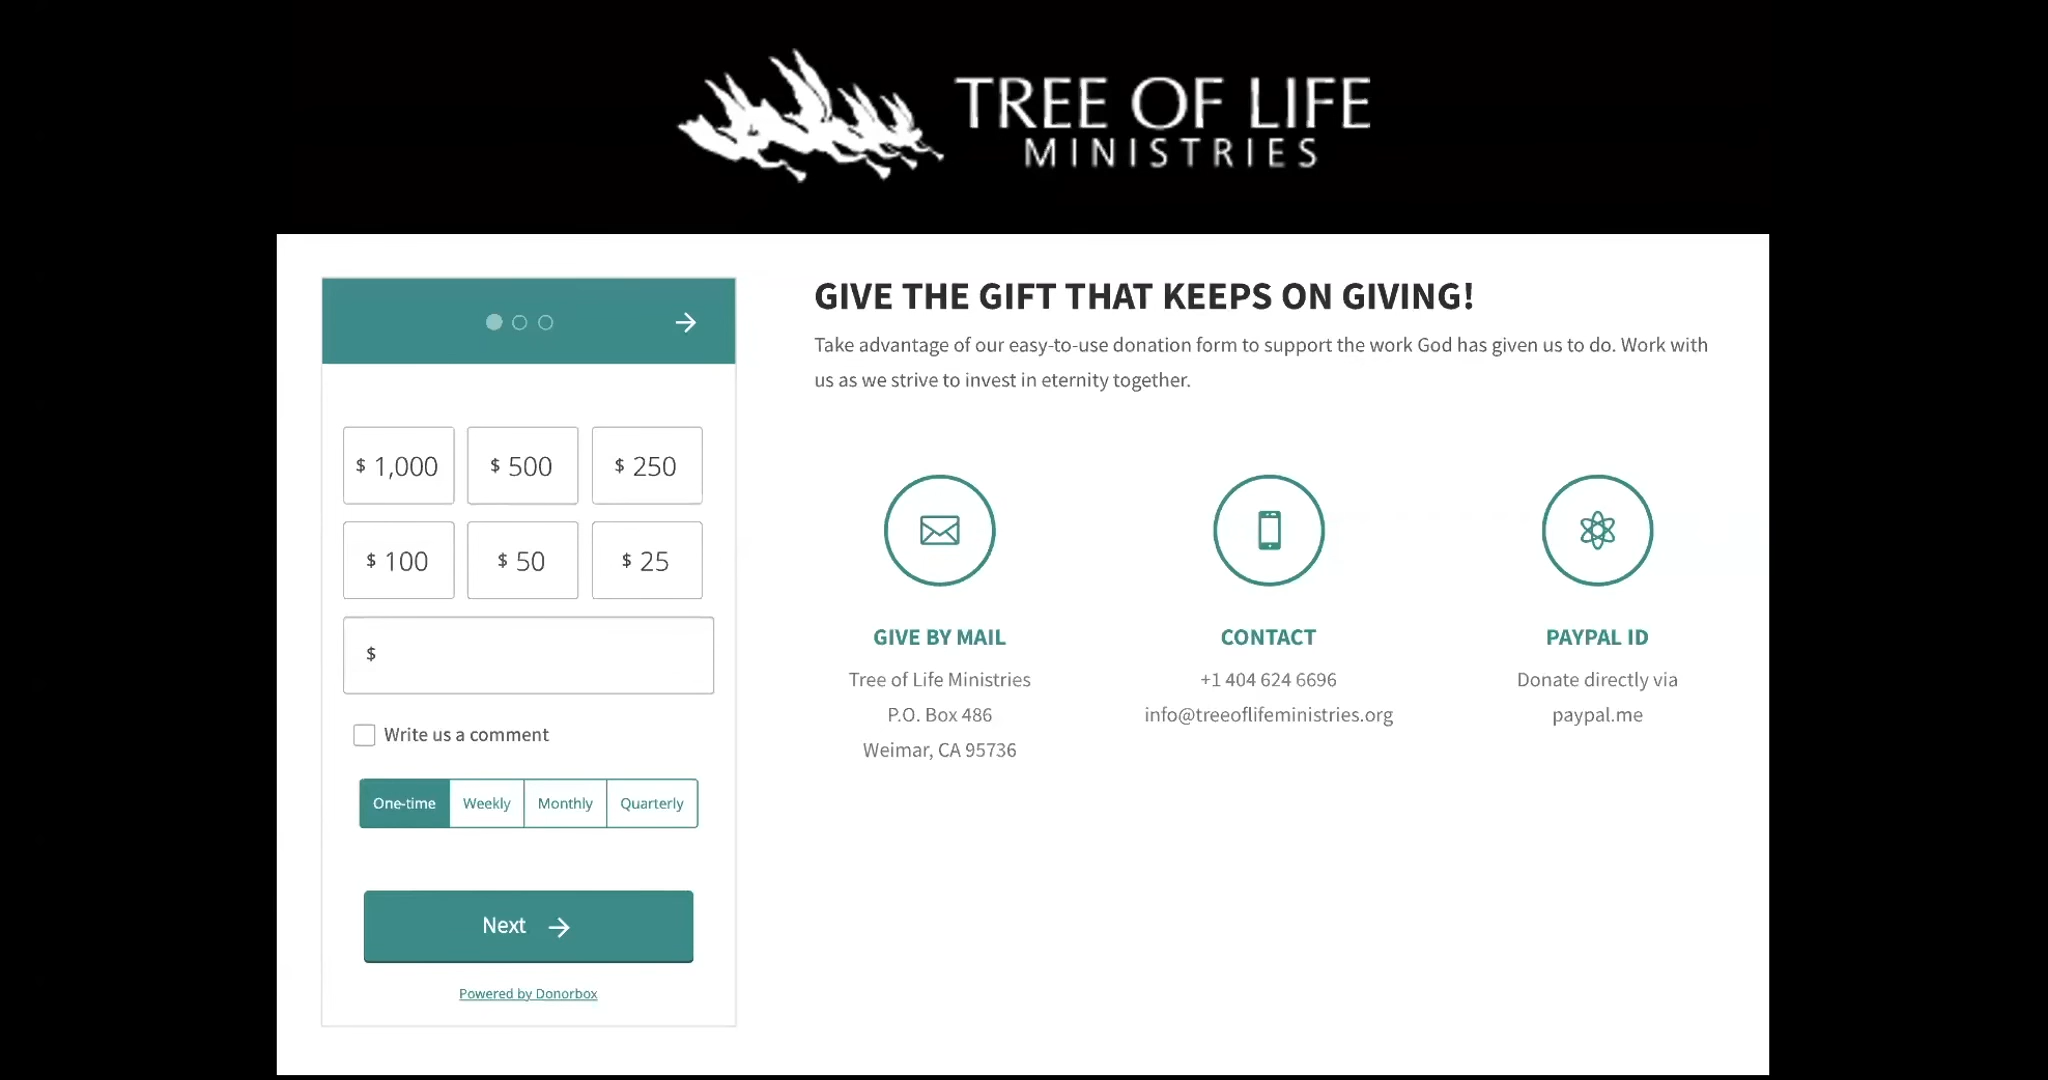 TREE OF LIFE
MINISTRIES
$ 1,000
$ 500
$ 250
$ 100
$ 50
$ 25
$
Write us a comment
One-time
Weekly
Monthly
Quarterly
Next
Powered by Donorbox
GIVE THE GIFT THAT KEEPS ON GIVING!
Take advantage of our easy-to-use donation form to support the work God has given us to do. Work with
us as we strive to invest in eternity together.
GIVE BY MAIL
Tree of Life Ministries
P.O. Box 486
Weimar, CA 95736
CONTACT
+1 404 624 6696
info@treeoflifeministries.org
PAYPAL ID
Donate directly via
paypal.me